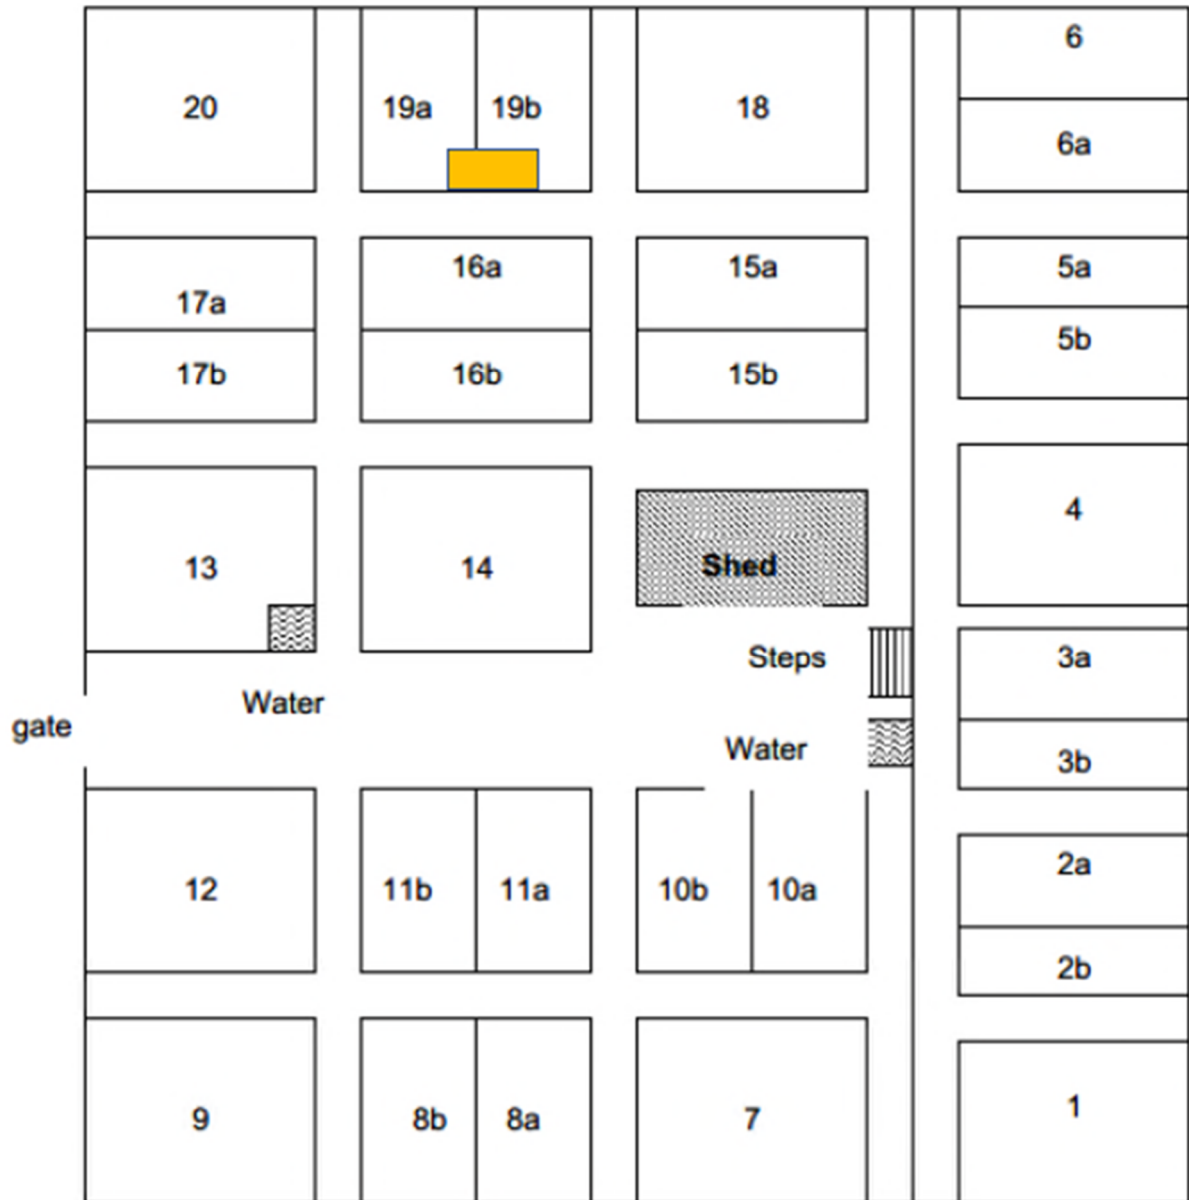 6
20 19a 19b 18
6a
16a 15a 5a
17a
5b
17b 16b 15b
4
13 14 Shed
Steps 3a
Water
gate
Water
3b
2a
12 11b 11a 10b 10a
2b
1
9 8b 8a 7